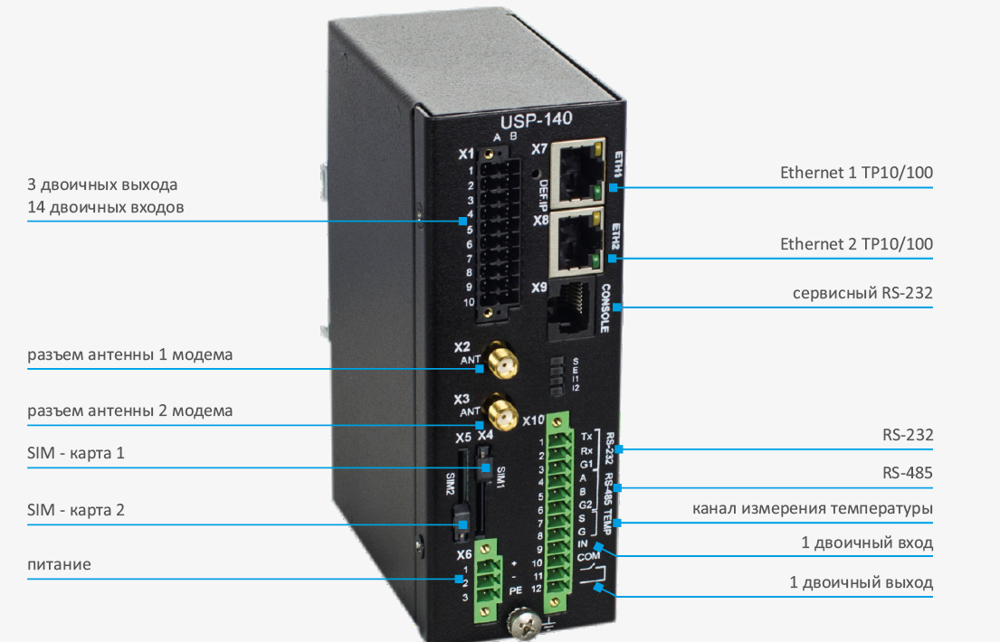 USP-140
A B
X1
1
2
3
4
5
6
7
8
9
10
X7
ETH1
DEF.IP
X8
ETH2
X9
CONSOLE
X2
ANT
X3
ANT
S
E
I1
I2
X5 X4
SIM2
SIM1
X6
1
2
3
+
-
PE
X10
1
2
3
4
5
6
7
8
9
10
11
12
Tx
Rx
G1
A
B
G2
S
G
IN
COM
RS-232
RS-485
TEMP
3 двоичных выхода
14 двоичных входов
разъем антенны 1 модема
разъем антенны 2 модема
SIM - карта 1
SIM - карта 2
питание
Ethernet 1 TP10/100
Ethernet 2 TP10/100
сервисный RS-232
RS-232
RS-485
канал измерения температуры
1 двоичный вход
1 двоичный выход